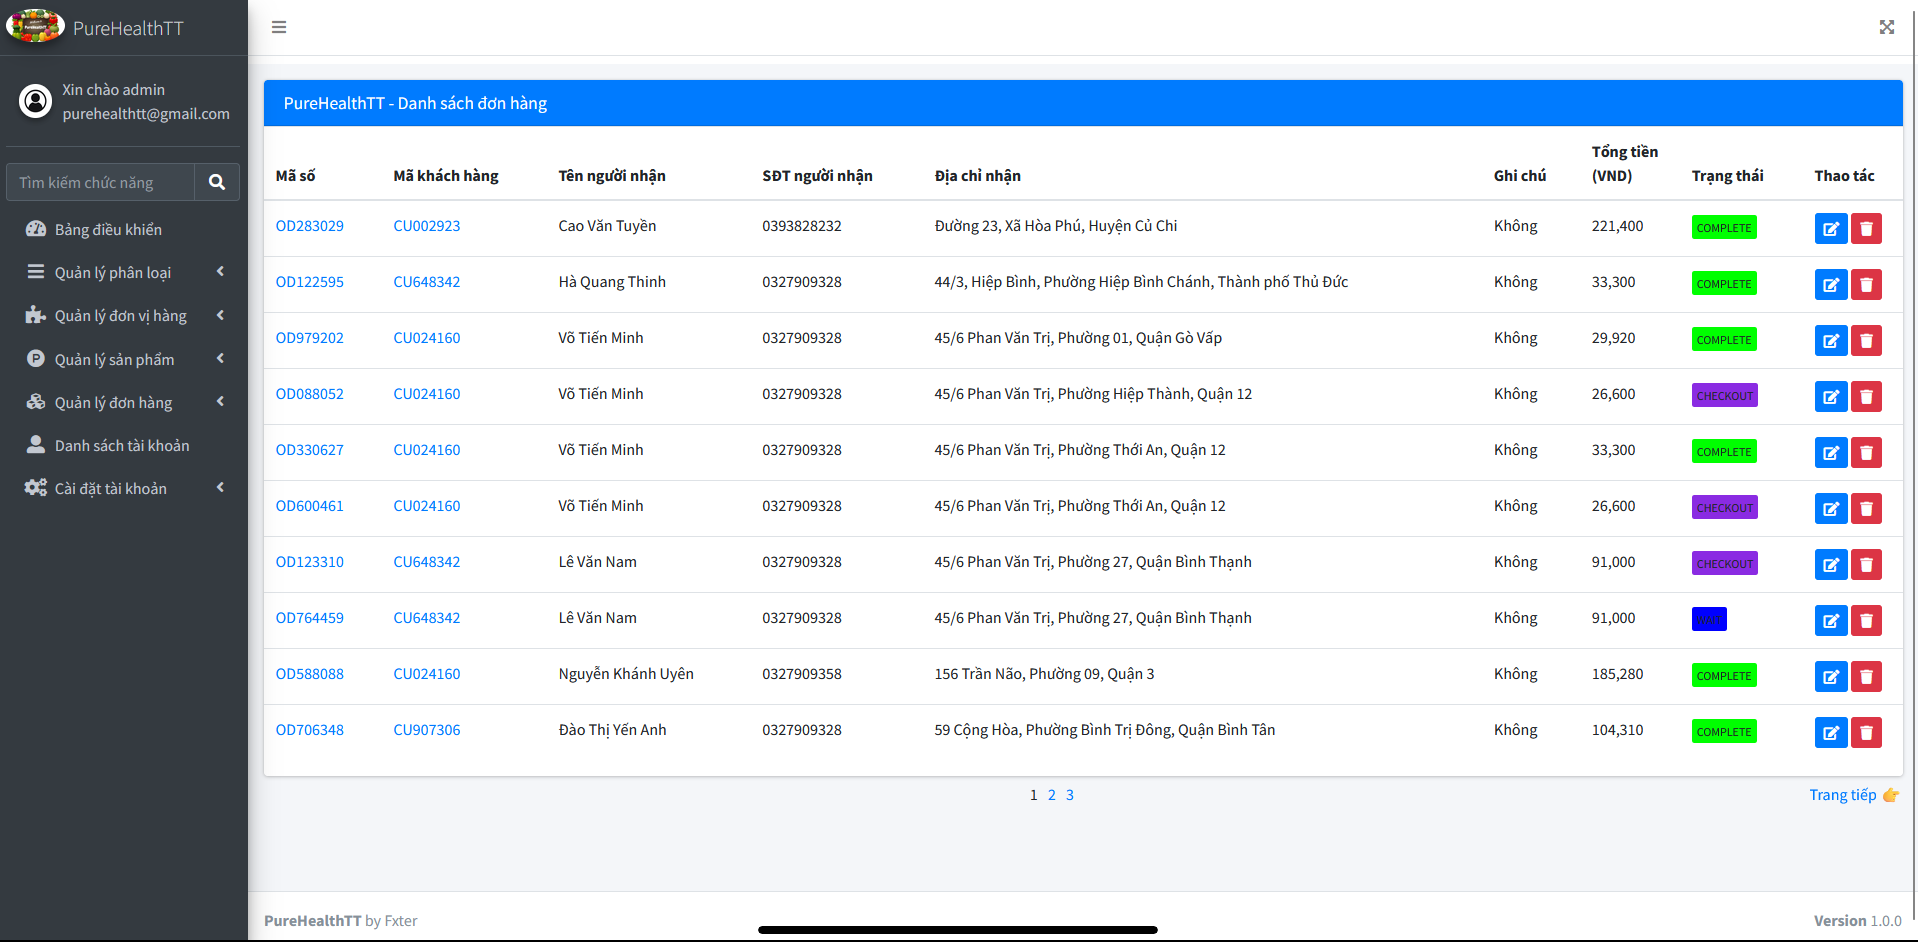 PureHealthTT
Xin chào admin
purehealthtt@gmail.com
Tìm kiếm chức năng
Bảng điều khiển
Quản lý phân loại
Quản lý đơn vị hàng
Quản lý sản phẩm
Quản lý đơn hàng
Danh sách tài khoản
Cài đặt tài khoản
PureHealthTT - Danh sách đơn hàng
Mã số Mã khách hàng Tên người nhận SĐT người nhận Địa chỉ nhận Ghi chú Tổng tiền (VND) Trạng thái Thao tác
OD283029 CU002923 Cao Văn Tuyền 0393828232 Đường 23, Xã Hòa Phú, Huyện Củ Chi Không 221,400 COMPLETE
OD122595 CU648342 Hà Quang Thinh 0327909328 44/3, Hiệp Bình, Phường Hiệp Bình Chánh, Thành phố Thủ Đức Không 33,300 COMPLETE
OD979202 CU024160 Võ Tiến Minh 0327909328 45/6 Phan Văn Trị, Phường 01, Quận Gò Vấp Không 29,920 COMPLETE
OD088052 CU024160 Võ Tiến Minh 0327909328 45/6 Phan Văn Trị, Phường Hiệp Thành, Quận 12 Không 26,600 CHECKOUT
OD330627 CU024160 Võ Tiến Minh 0327909328 45/6 Phan Văn Trị, Phường Thới An, Quận 12 Không 33,300 COMPLETE
OD600461 CU024160 Võ Tiến Minh 0327909328 45/6 Phan Văn Trị, Phường Thới An, Quận 12 Không 26,600 CHECKOUT
OD123310 CU648342 Lê Văn Nam 0327909328 45/6 Phan Văn Trị, Phường 27, Quận Bình Thạnh Không 91,000 CHECKOUT
OD764459 CU648342 Lê Văn Nam 0327909328 45/6 Phan Văn Trị, Phường 27, Quận Bình Thạnh Không 91,000 WAIT
OD588088 CU024160 Nguyễn Khánh Uyên 0327909358 156 Trần Não, Phường 09, Quận 3 Không 185,280 COMPLETE
OD706348 CU907306 Đào Thị Yến Anh 0327909328 59 Cộng Hòa, Phường Bình Trị Đông, Quận Bình Tân Không 104,310 COMPLETE
1 2 3
Trang tiếp 👉
PureHealthTT by Fxter
Version 1.0.0